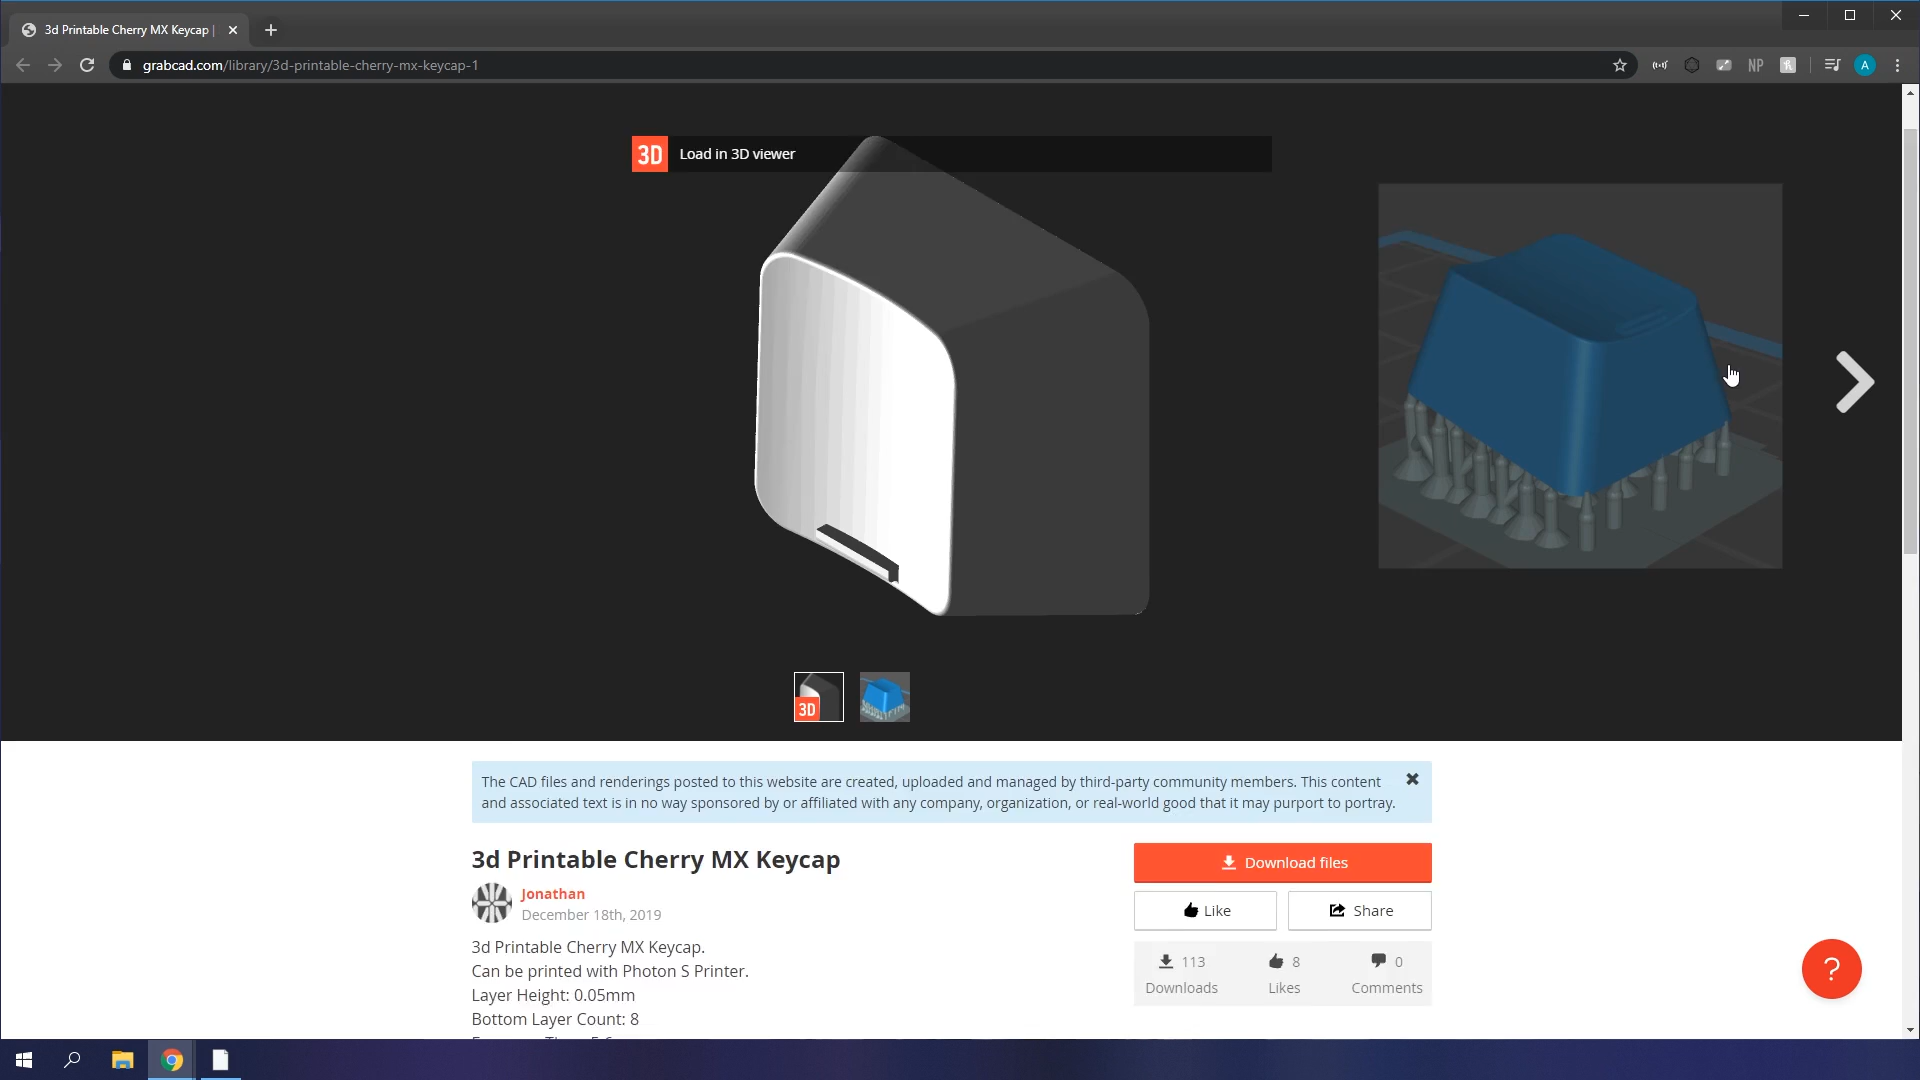 3d Printable Cherry MX Keycap |
grabcad.com/library/3d-printable-cherry-mx-keycap-1
NP
A
3D Load in 3D viewer
3D
The CAD files and renderings posted to this website are created, uploaded and managed by third-party community members. This content
and associated text is in no way sponsored by or affiliated with any company, organization, or real-world good that it may purport to portray.
3d Printable Cherry MX Keycap
Download files
Jonathan
December 18th, 2019
Like
Share
3d Printable Cherry MX Keycap.
Can be printed with Photon S Printer.
Layer Height: 0.05mm
Bottom Layer Count: 8
113
8
0
Downloads
Likes
Comments
?